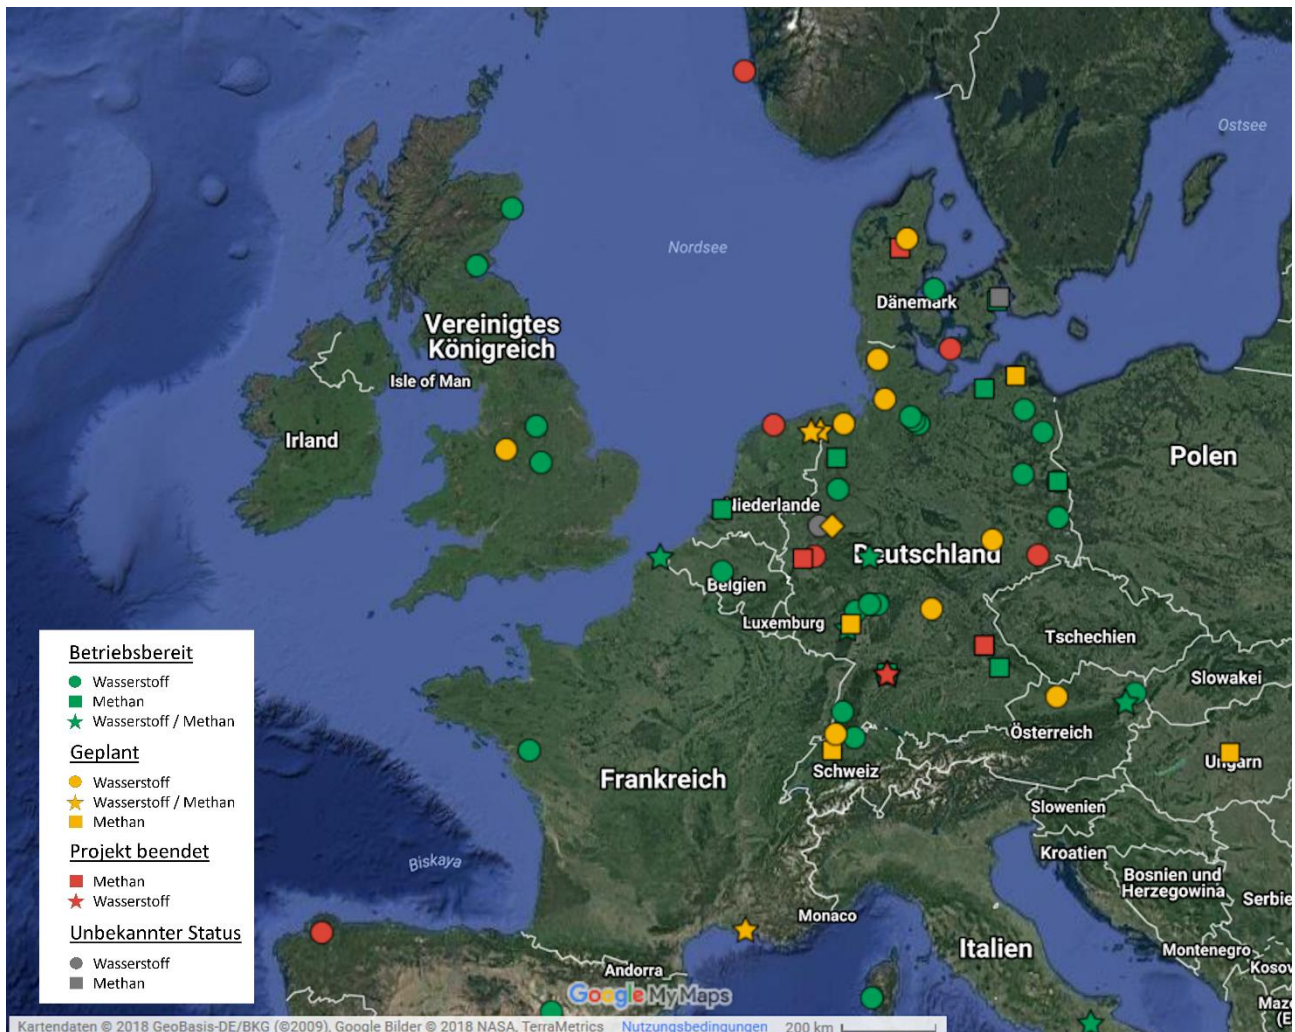 Ostsee
Nordsee
Dänemark
Vereinigtes
Königreich
Isle of Man
Irland
Polen
Niederlande
Deutschland
Belgien
Luxemburg
Tschechien
Slowakei
Österreich
Ungarn
Schweiz
Frankreich
Slowenien
Kroatien
Biskaya
Bosnien und
Herzegowina
Serbie
Monaco
Italien
Montenegro
Kosov
Andorra
Maze
(E
Betriebsbereit
Wasserstoff
Methan
Wasserstoff / Methan
Geplant
Wasserstoff
Wasserstoff / Methan
Methan
Projekt beendet
Methan
Wasserstoff
Unbekannter Status
Wasserstoff
Methan
Google My Maps
Kartendaten © 2018 GeoBasis-DE/BKG (©2009), Google Bilder © 2018 NASA, TerraMetrics Nutzungsbedingungen 200 km